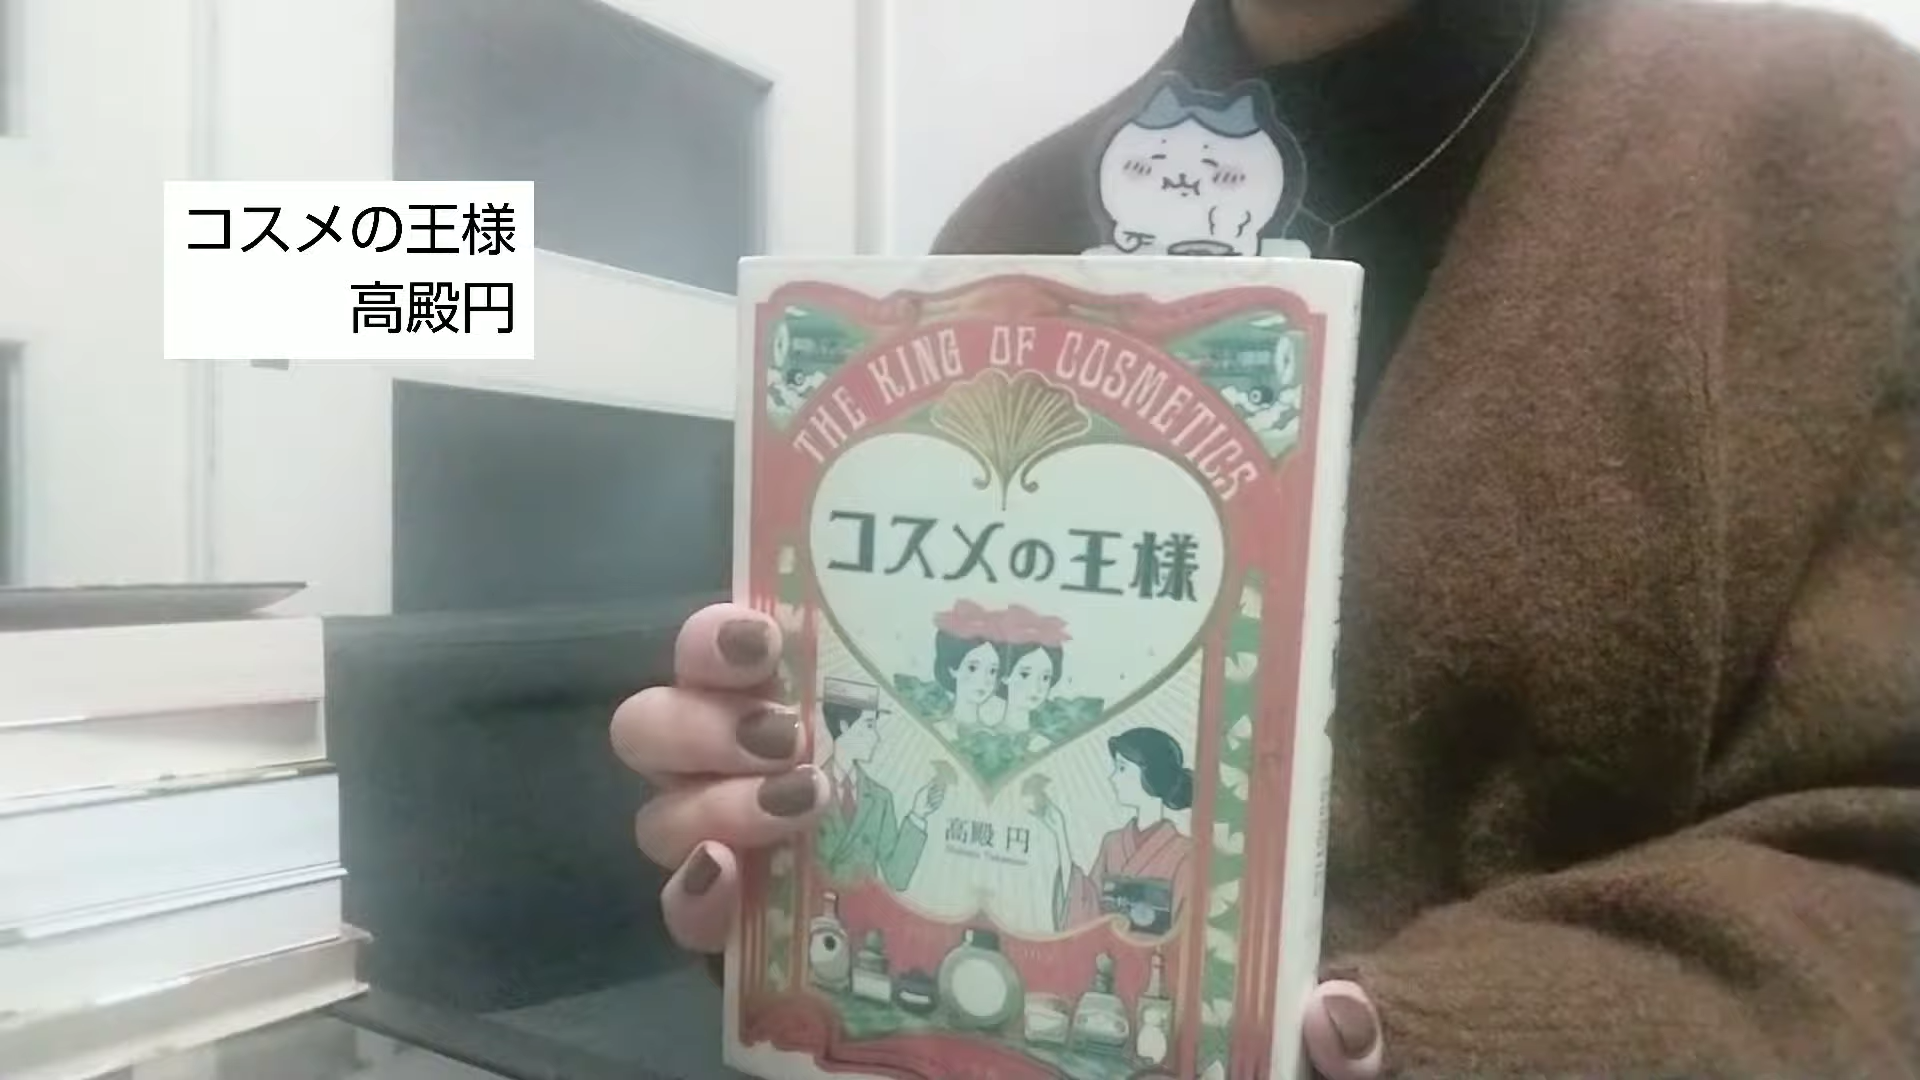 コスメの王様
高殿円
THE KING OF COSMETICS
コスメの王様
高殿 円